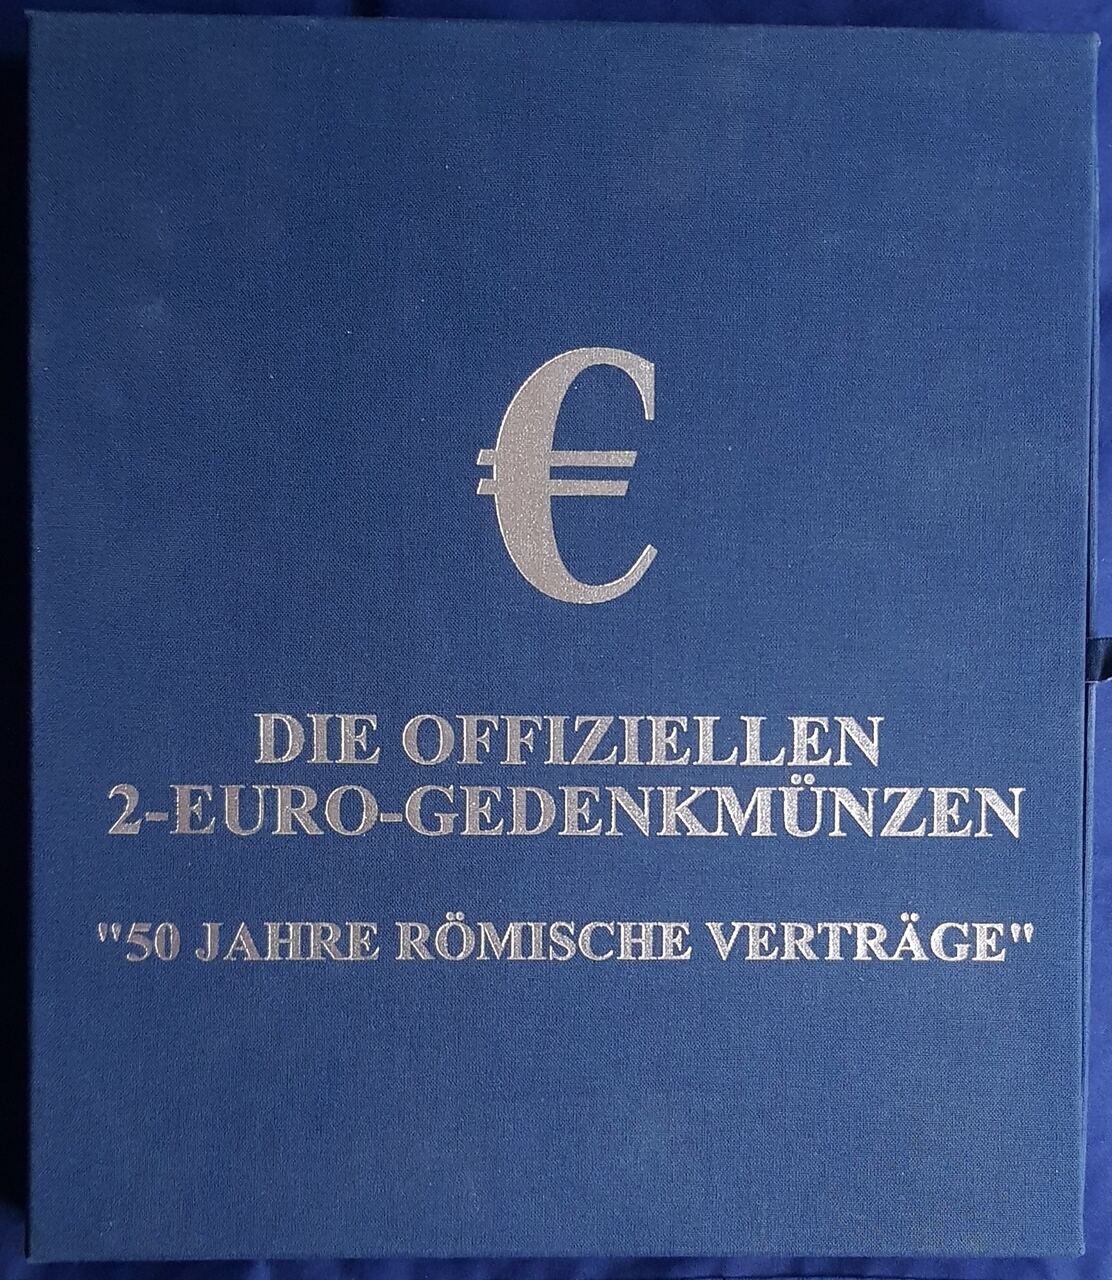 €
DIE OFFIZIELLEN
2-EURO-GEDENKMÜNZEN
"50 JAHRE RÖMISCHE VERTRÄGE"